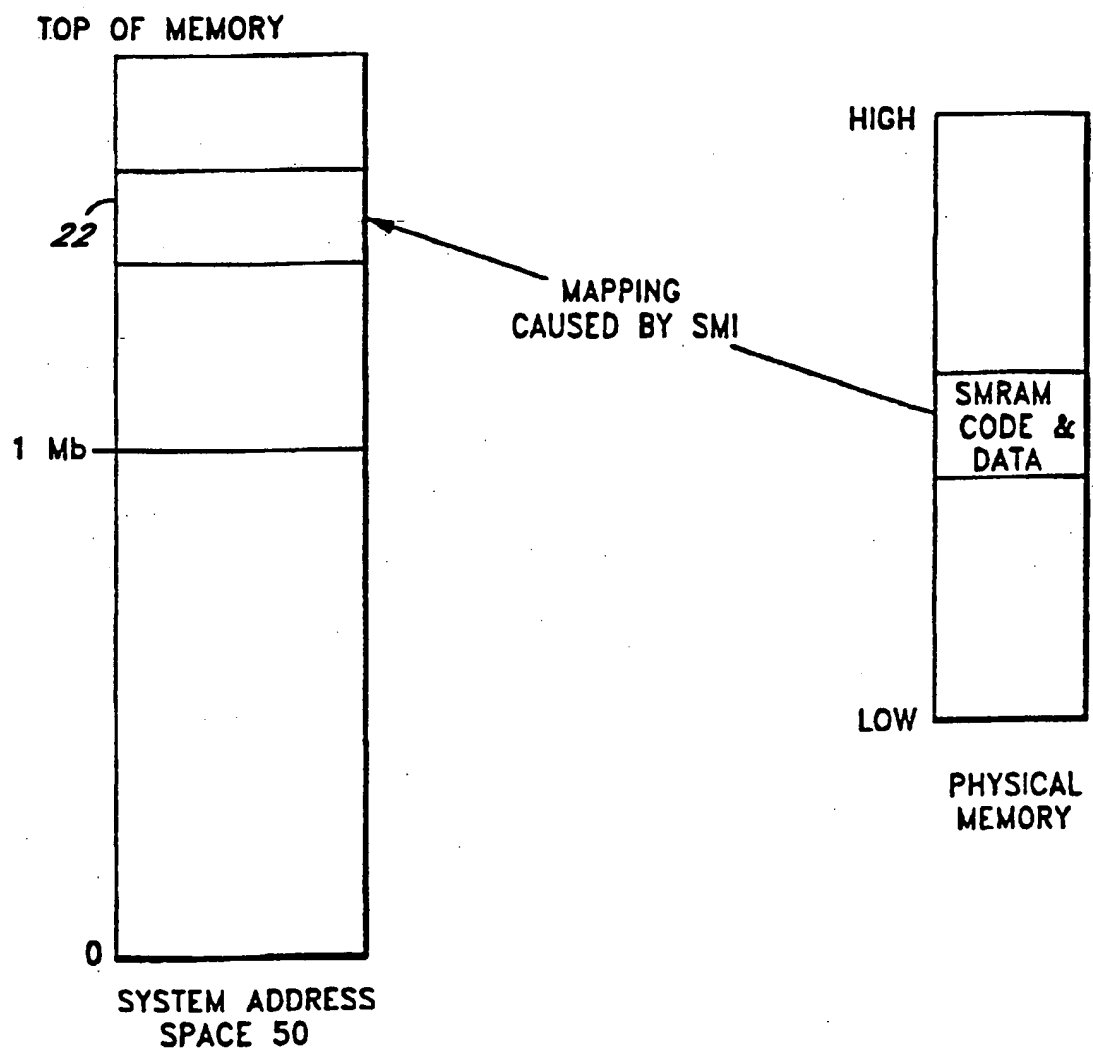 TOP OF MEMORY
22
1 Mb
0
SYSTEM ADDRESS
SPACE 50
MAPPING
CAUSED BY SMI
HIGH
SMRAM
CODE &
DATA
LOW
PHYSICAL
MEMORY